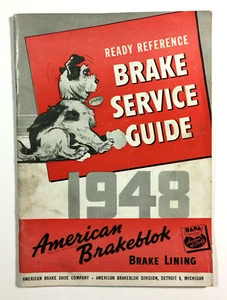 READY REFERENCE
BRAKE
SERVICE
GUIDE
1948
American
Brakeblok
BRAKE LINING
NAPA
AMERICAN BRAKE SHOE COMPANY • AMERICAN BRAKEBLOK DIVISION, DETROIT 9, MICHIGAN